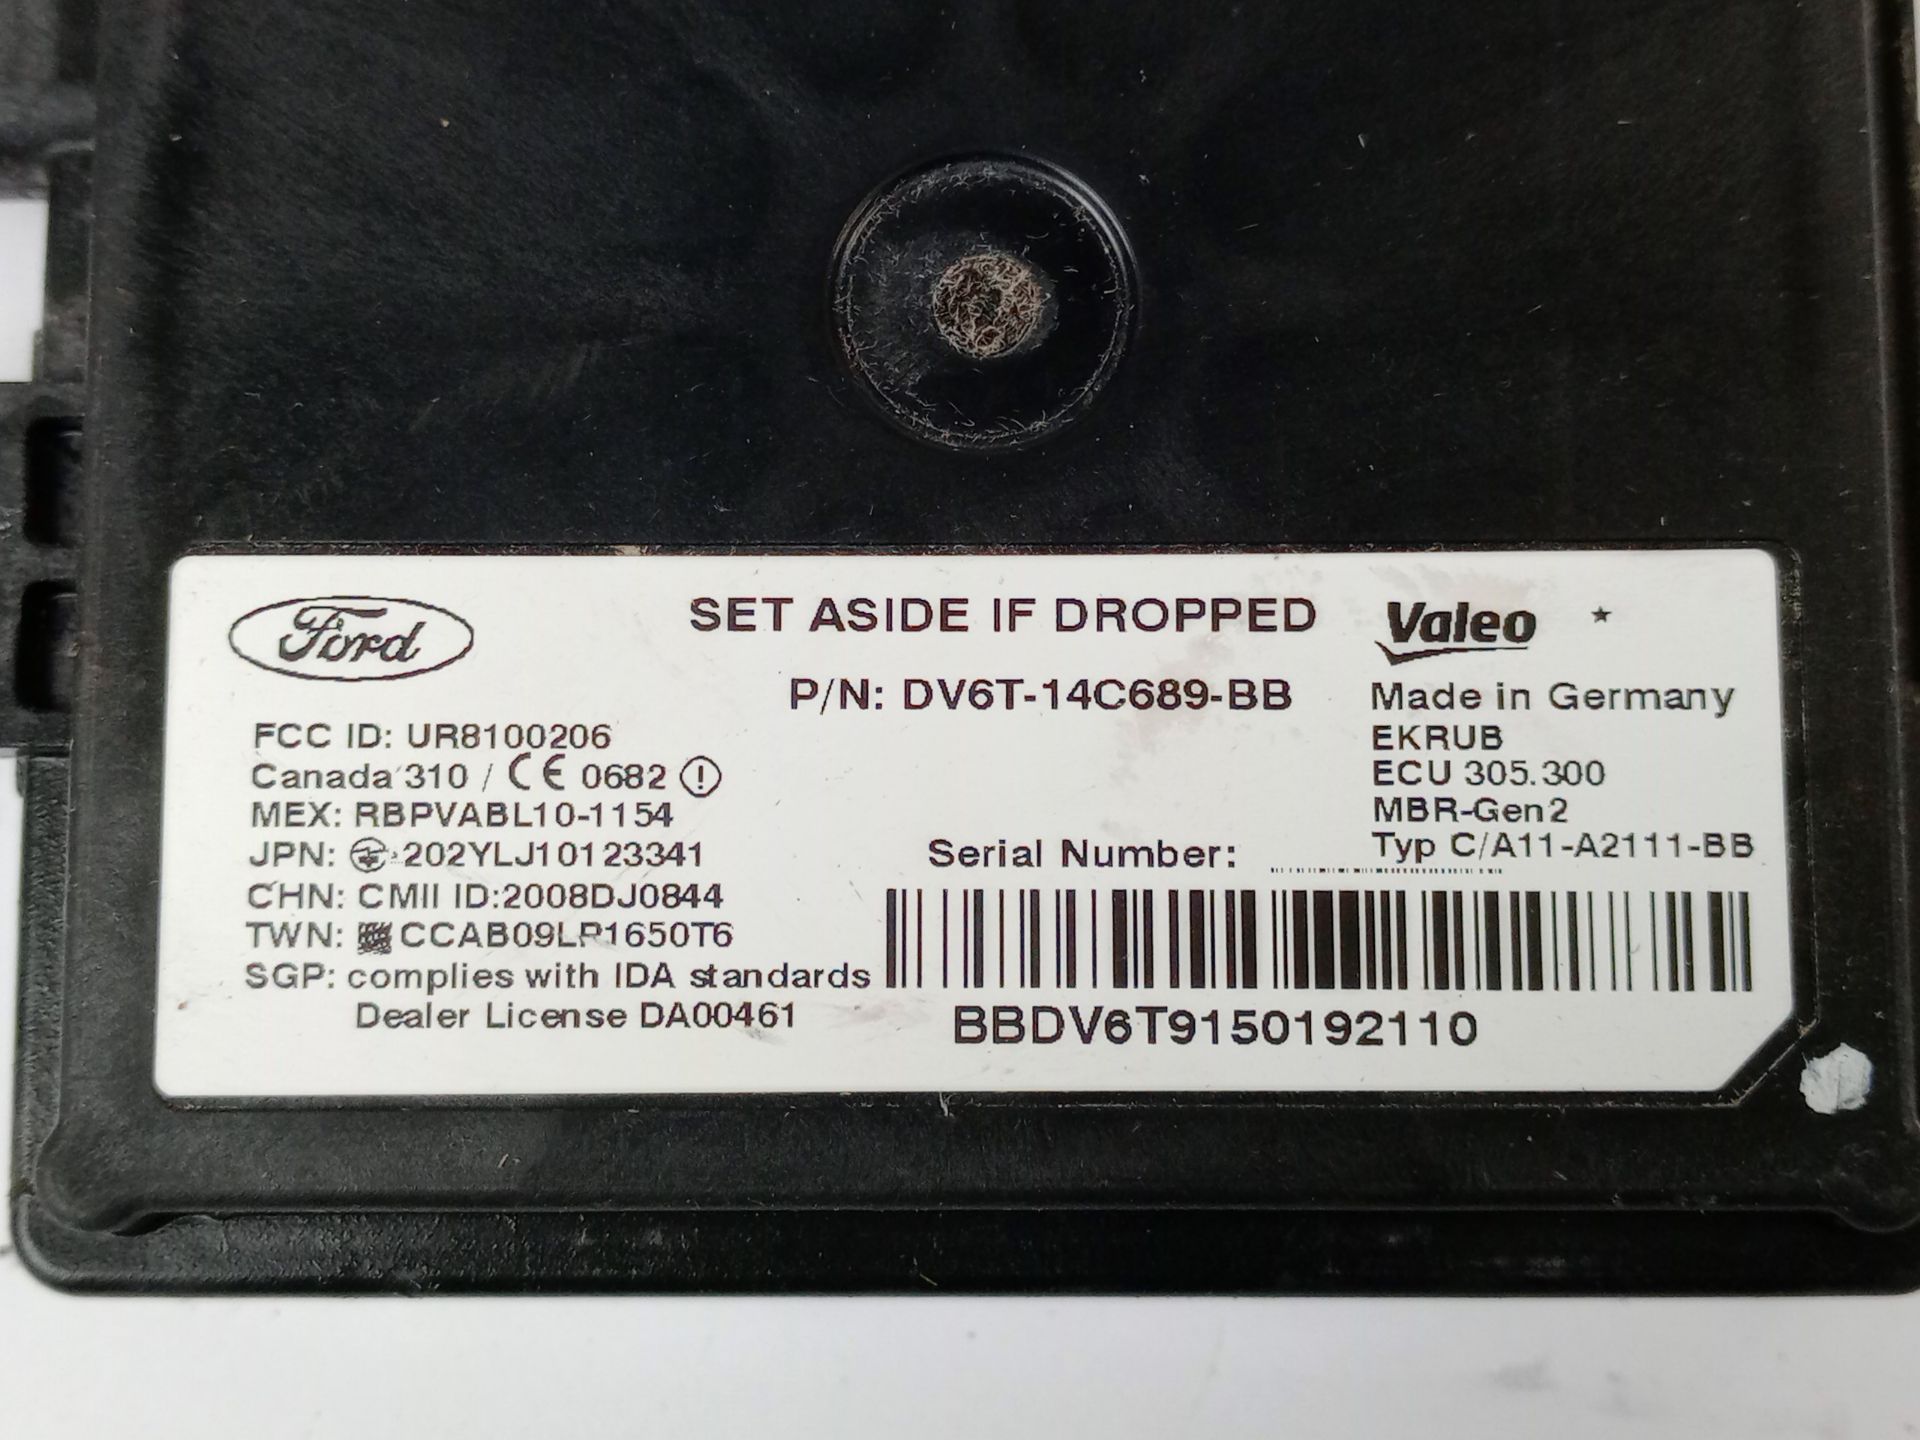 Ford
SET ASIDE IF DROPPED
Valeo *
P/N: DV6T-14C689-BB
Made in Germany
EKRUB
ECU 305.300
MBR-Gen2
Typ C/A11-A2111-BB
FCC ID: UR8100206
Canada 310 / CE 0682
MEX: RBPVABL10-1154
JPN: 202YLJ10123341
CHN: CMII ID:2008DJ0844
TWN: CCAB09LP1650T6
SGP: complies with IDA standards
Dealer License DA00461
Serial Number:
BBDV6T9150192110